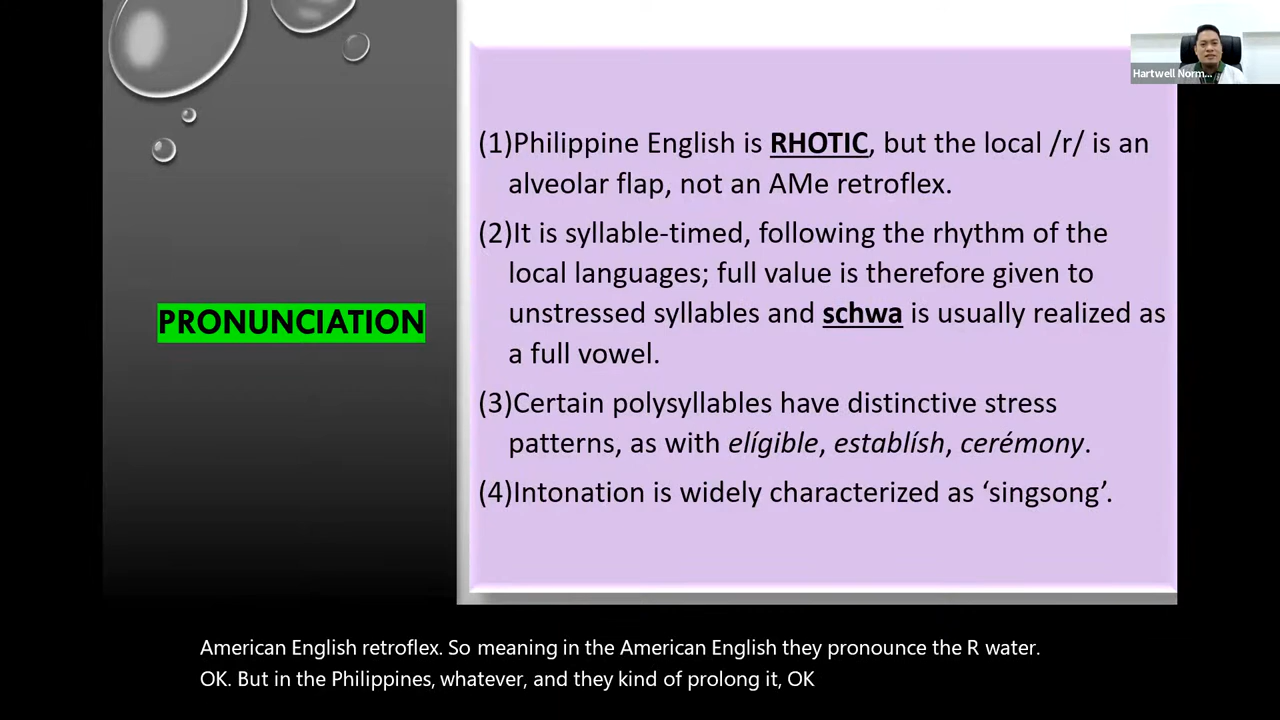 Hartwell Norm...
(1)Philippine English is RHOTIC, but the local /r/ is an
alveolar flap, not an AMe retroflex.
(2)It is syllable-timed, following the rhythm of the
local languages; full value is therefore given to
unstressed syllables and schwa is usually realized as
a full vowel.
PRONUNCIATION
(3)Certain polysyllables have distinctive stress
patterns, as with elígible, establísh, cerémony.
(4)Intonation is widely characterized as ‘singsong’.
American English retroflex. So meaning in the American English they pronounce the R water.
OK. But in the Philippines, whatever, and they kind of prolong it, OK